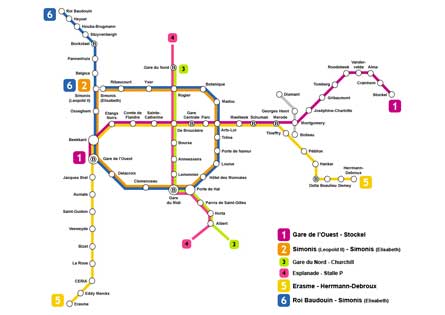 6
Roi Baudouin
Heysel
Houba-Brugmann
Stuyvenbergh
Bockstael
Pannenhuis
Belgica
6
2
Simonis
(Leopold II)
Simonis
(Elisabeth)
Ribaucourt
Yser
Rogier
Botanique
Osseghem
Étangs
Noirs
Comte de
Flandre
Sainte-
Catherine
De Brouckère
Gare
Centrale
Parc
Arts-Loi
Madou
Trône
Porte de Namur
Louise
Hôtel des Monnaies
Gare du Nord
4
3
Beekkant
1
Gare de l'Ouest
Delacroix
Clemenceau
Gare
du Midi
Bourse
Anneessens
Lemonnier
Porte de Hal
Parvis de Saint-Gilles
Horta
Albert
4
3
Maelbeek
Schuman
Merode
Montgomery
Diamant
Georges Henri
Boileau
Joséphine-Charlotte
Gribaumont
Tomberg
Roodebeek
Vander-
velde
Alma
Crainhem
Stockel
1
Thieffry
Pétillon
Hankar
Delta
Beaulieu
Demey
Hermann-
Debroux
5
Jacques Brel
Aumale
Saint-Guidon
Veeweyde
Bizet
La Roue
CERIA
Eddy Merckx
5
Erasme
1 Gare de l'Ouest - Stockel
2 Simonis (Leopold II) - Simonis (Elisabeth)
3 Gare du Nord - Churchill
4 Esplanade - Stalle P
5 Erasme - Hermann-Debroux
6 Roi Baudouin - Simonis (Elisabeth)